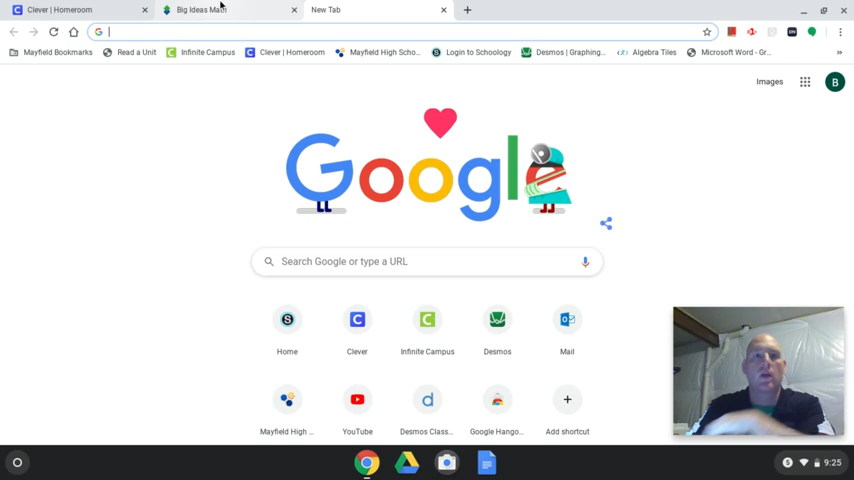 Clever | Homeroom
Big Ideas Math
New Tab
Mayfield Bookmarks
Read a Unit
Infinite Campus
Clever | Homeroom
Mayfield High Scho...
Login to Schoology
Desmos | Graphing...
Algebra Tiles
Microsoft Word - Gr...
Images
B
Google
Search Google or type a URL
Home
Clever
Infinite Campus
Desmos
Mail
Mayfield High ...
YouTube
Desmos Class...
Google Hango...
Add shortcut
9:25